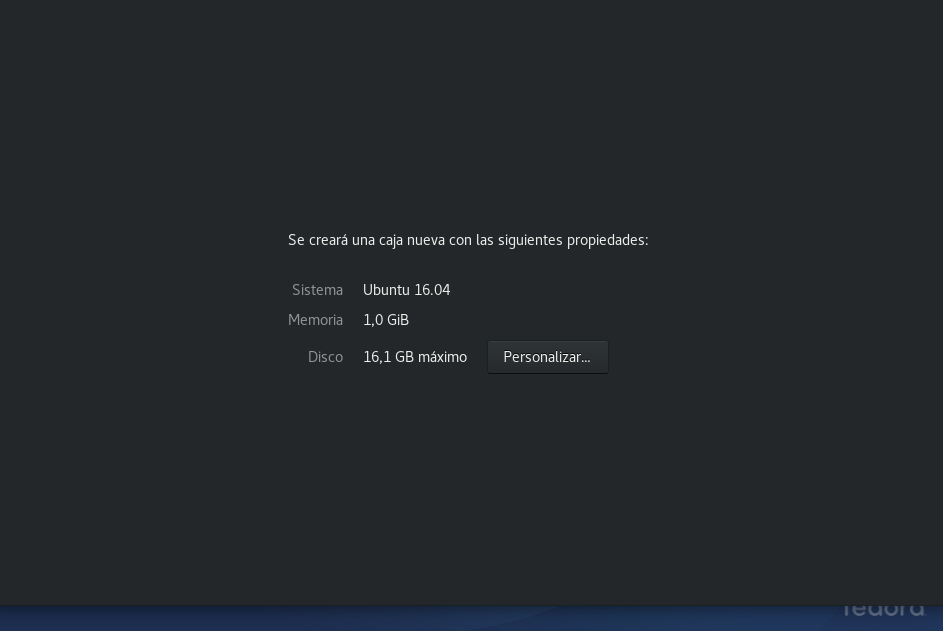 Se creará una caja nueva con las siguientes propiedades:
Sistema Ubuntu 16.04
Memoria 1,0 GiB
Disco 16,1 GB máximo Personalizar...
fedora